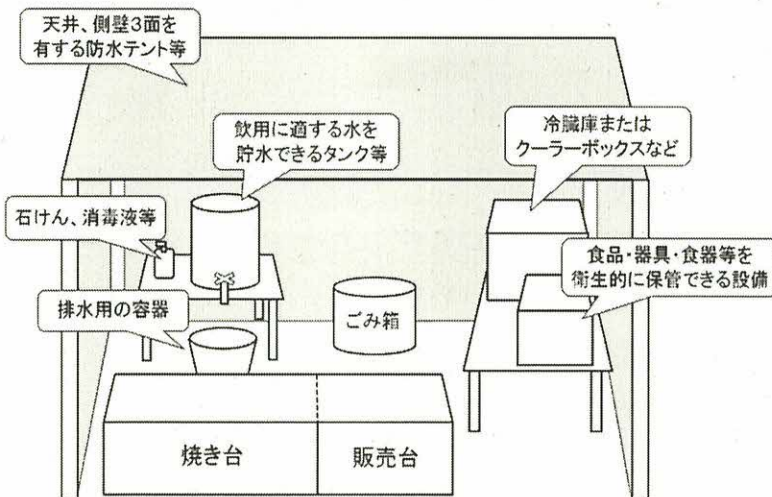 天井、側壁3面を
有する防水テント等
飲用に適する水を
貯水できるタンク等
冷蔵庫または
クーラーボックスなど
石けん、消毒液等
食品・器具・食器等を
衛生的に保管できる設備
排水用の容器
ごみ箱
焼き台
販売台